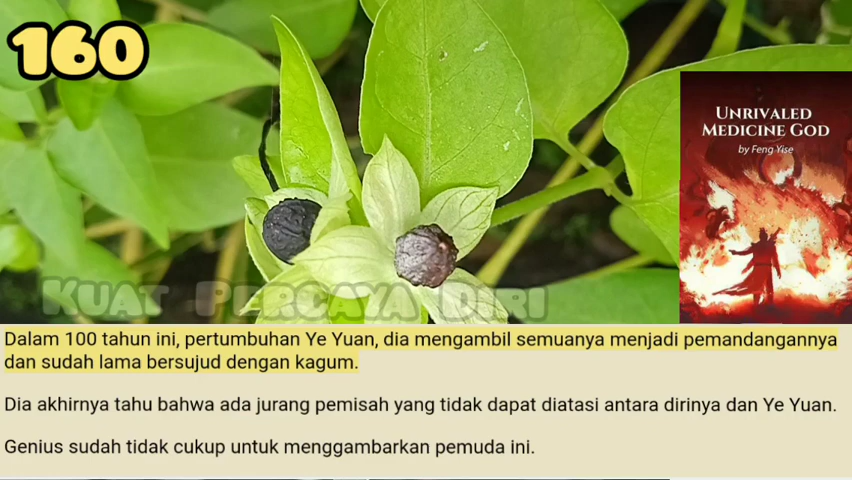 160
UNRIVALED
MEDICINE GOD
by Feng Yise
KUAT PERCAYA DIRI
Dalam 100 tahun ini, pertumbuhan Ye Yuan, dia mengambil semuanya menjadi pemandangannya
dan sudah lama bersujud dengan kagum.
Dia akhirnya tahu bahwa ada jurang pemisah yang tidak dapat diatasi antara dirinya dan Ye Yuan.
Genius sudah tidak cukup untuk menggambarkan pemuda ini.